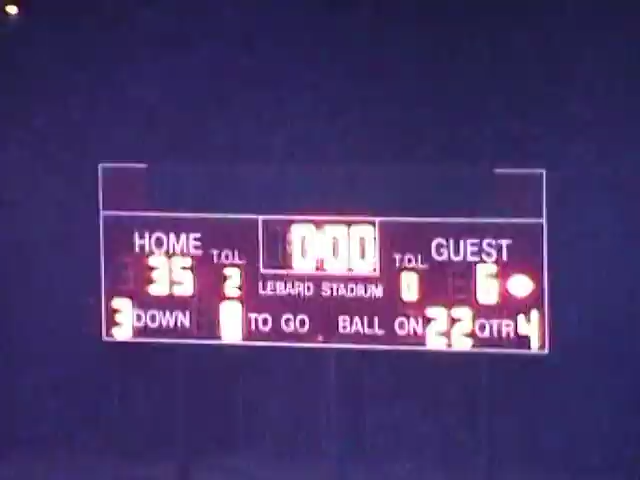 0:00
HOME T.O.L. T.O.L. GUEST
35 2 LEBARD STADIUM 0 6
3 DOWN 0 TO GO BALL ON 22 QTR 4